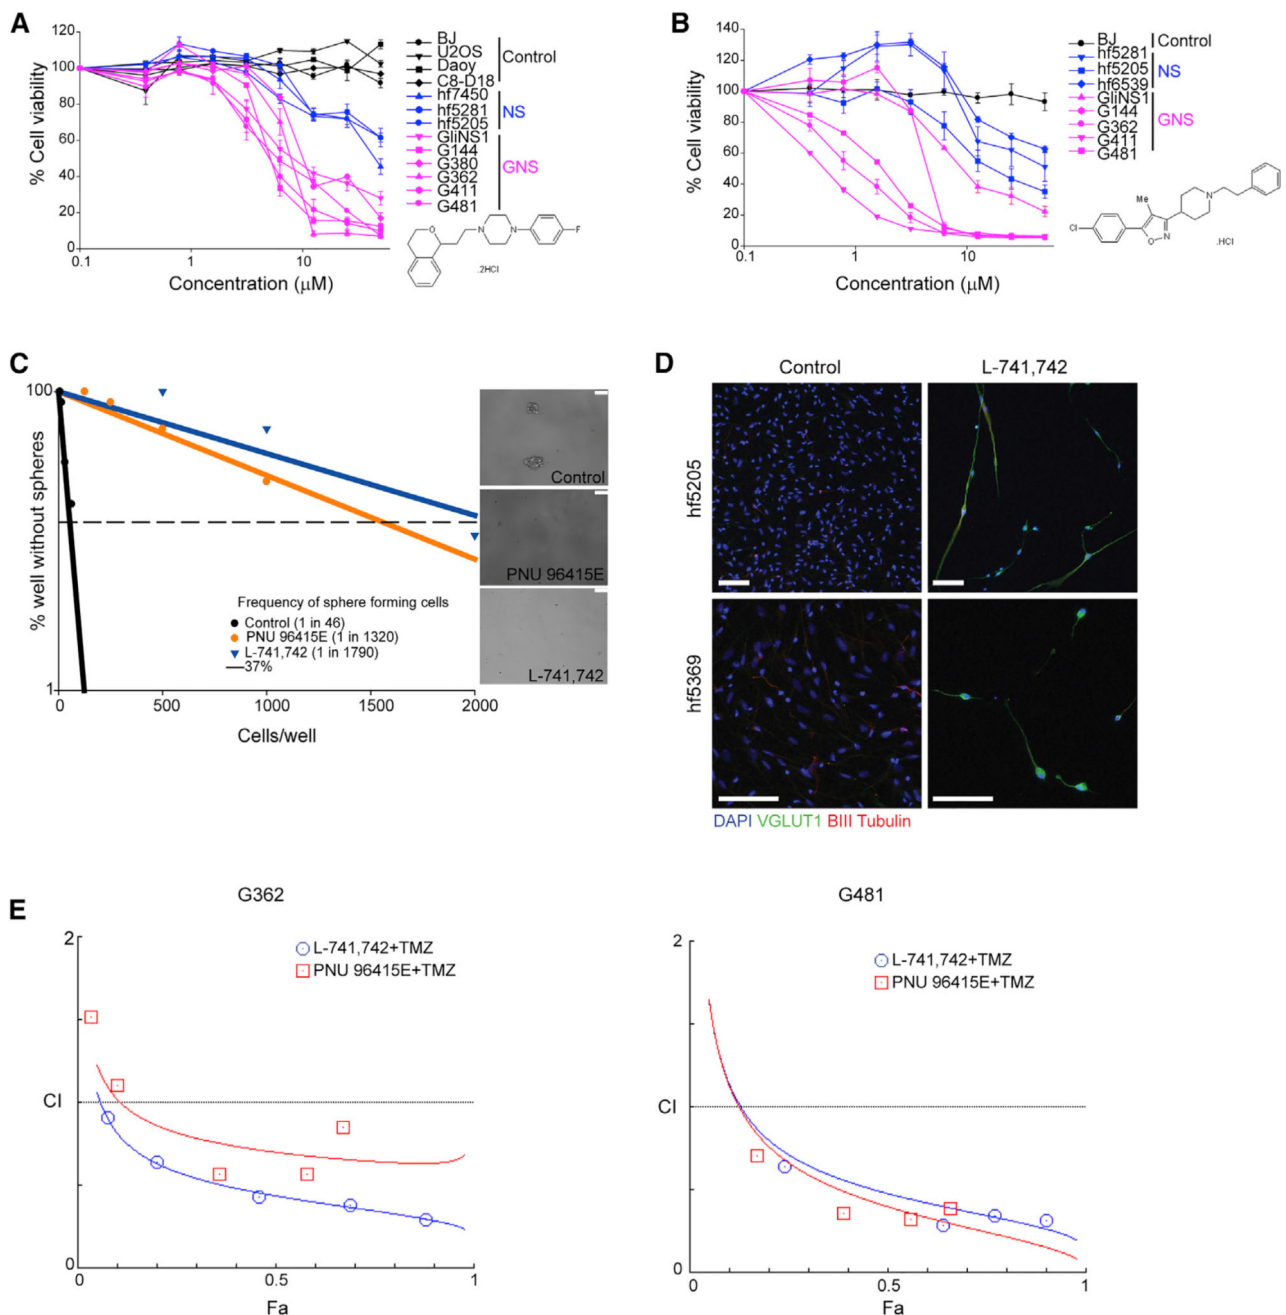 A
120
100
80
60
40
20
0
% Cell viability
0.1
1
10
Concentration (μM)
BJ
U2OS
Daoy
C8-D18
hf7450
hf5281
hf5205
GliNS1
G144
G380
G362
G411
G481
Control
NS
GNS
O
N
N
F
.2HCl
B
140
120
100
80
60
40
20
0
% Cell viability
0.1
1
10
Concentration (μM)
BJ
hf5281
hf5205
hf6539
GliNS1
G144
G362
G411
G481
Control
NS
GNS
Cl
Me
O
N
N
.HCl
C
100
1
% well without spheres
0
500
1000
1500
2000
Cells/well
Frequency of sphere forming cells
Control (1 in 46)
PNU 96415E (1 in 1320)
L-741,742 (1 in 1790)
37%
Control
PNU 96415E
L-741,742
D
Control
L-741,742
hf5205
hf5369
DAPI VGLUT1 BIII Tubulin
E
G362
2
CI
0
0
0.5
1
Fa
L-741,742+TMZ
PNU 96415E+TMZ
G481
2
CI
0
0
0.5
1
Fa
L-741,742+TMZ
PNU 96415E+TMZ